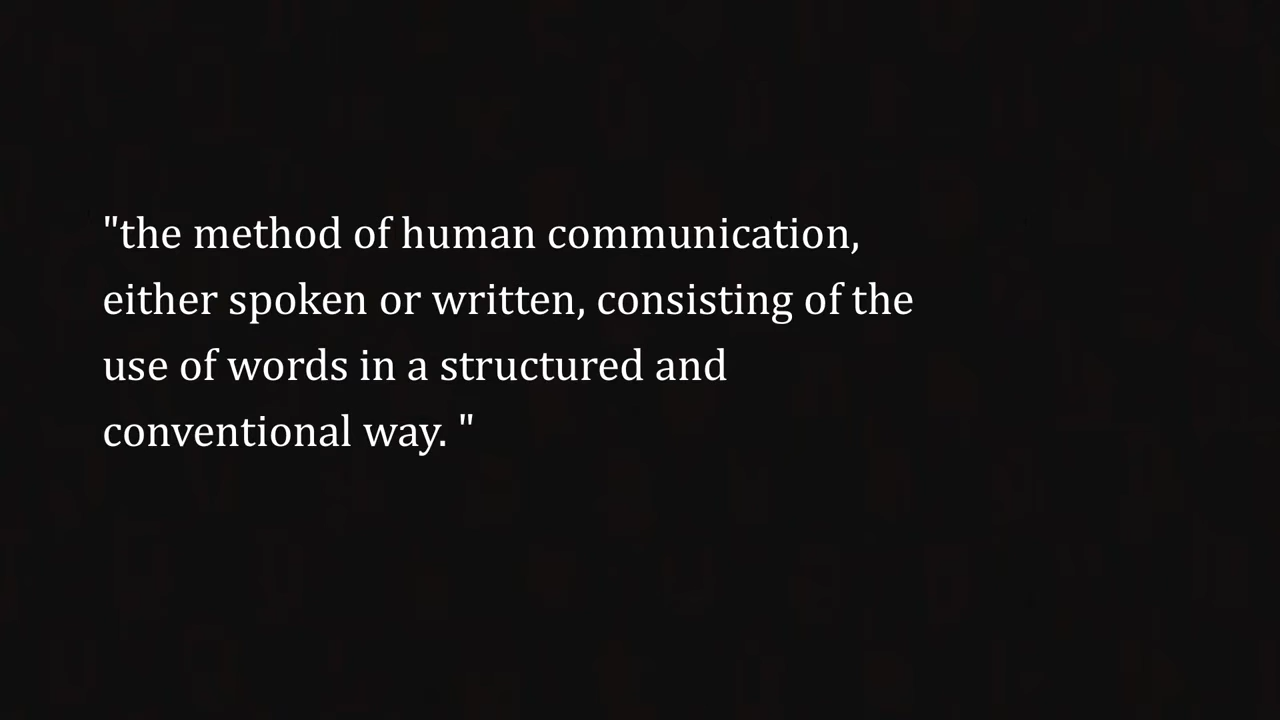 "the method of human communication,
either spoken or written, consisting of the
use of words in a structured and
conventional way. "